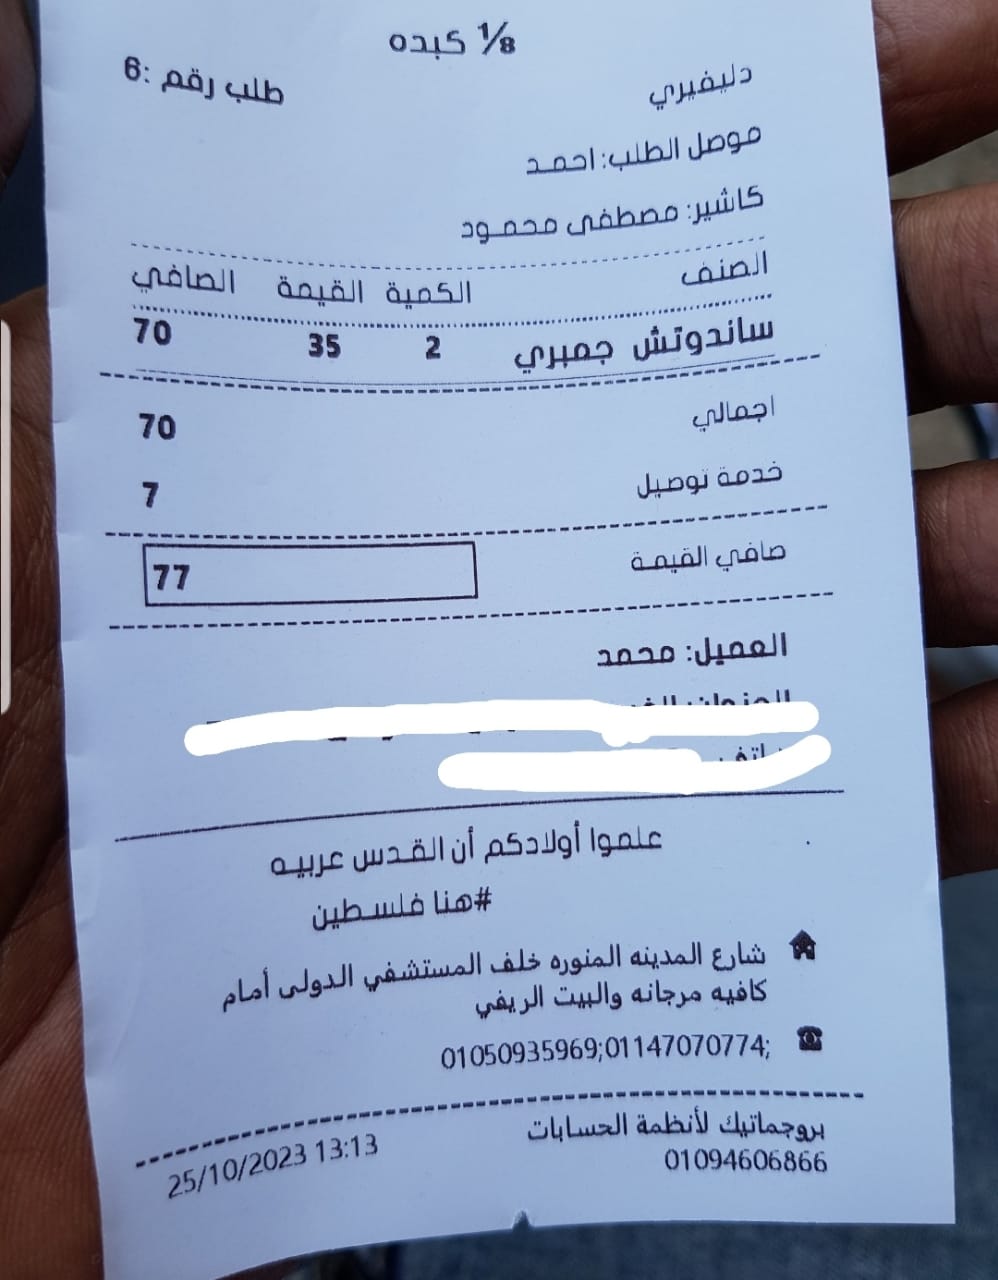 ⅛ كبده
دليفيري طلب رقم :6
موصل الطلب: احمد
كاشير: مصطفى محمود
الصنف الكمية القيمة الصافي
ساندوتش جمبري 2 35 70
اجمالي 70
خدمة توصيل 7
صافي القيمة 77
العميل: محمد
علموا أولادكم أن القدس عربيه
#هنا فلسطين
شارع المدينه المنوره خلف المستشفي الدولى أمام
كافيه مرجانه والبيت الريفي
01050935969;01147070774;
بروجماتيك لأنظمة الحسابات
01094606866
25/10/2023 13:13